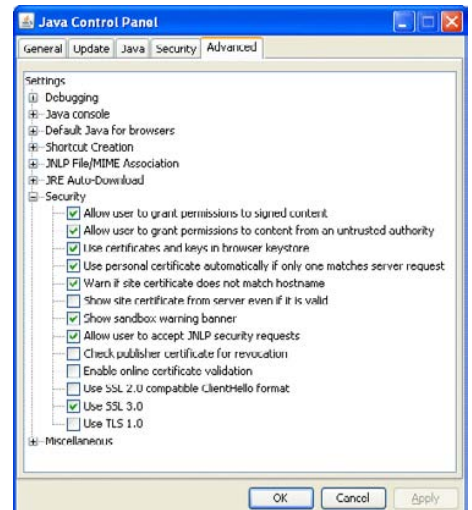 Java Control Panel
General Update Java Security Advanced
Settings
Debugging
Java console
Default Java for browsers
Shortcut Creation
JNLP File/MIME Association
JRE Auto-Download
Security
Allow user to grant permissions to signed content
Allow user to grant permissions to content from an untrusted authority
Use certificates and keys in browser keystore
Use personal certificate automatically if only one matches server request
Warn if site certificate does not match hostname
Show site certificate from server even if it is valid
Show sandbox warning banner
Allow user to accept JNLP security requests
Check publisher certificate for revocation
Enable online certificate validation
Use SSL 2.0 compatible ClientHello format
Use SSL 3.0
Use TLS 1.0
Miscellaneous
OK Cancel Apply